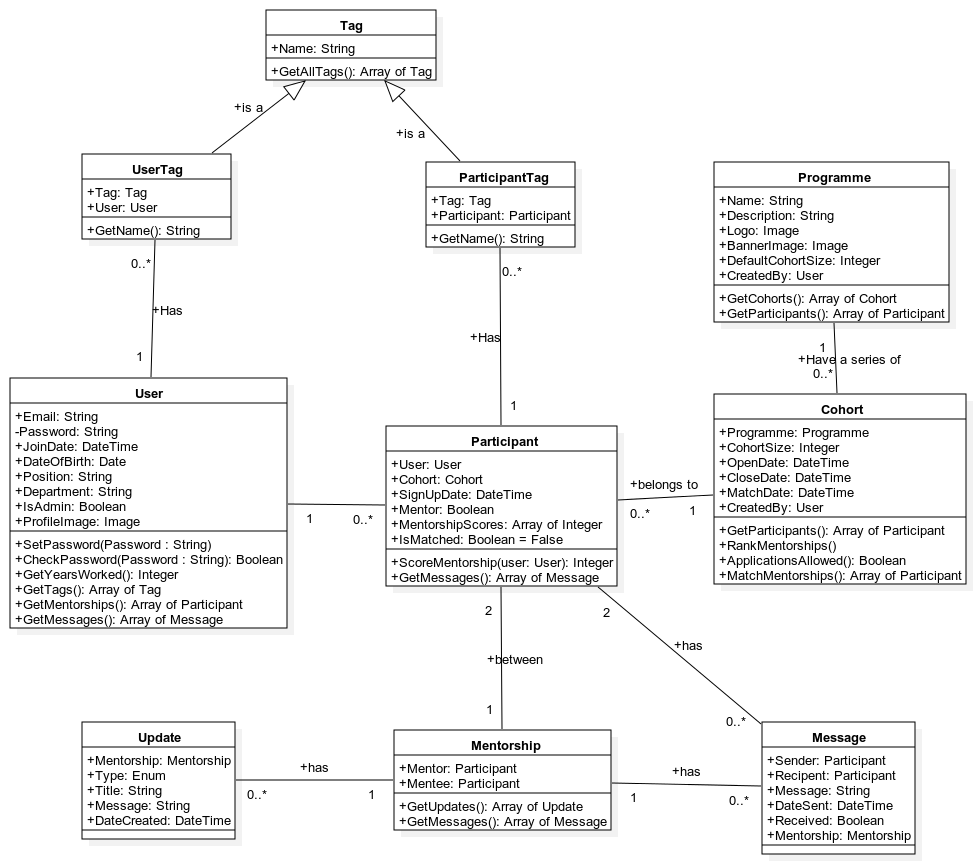 Tag
+Name: String
+GetAllTags(): Array of Tag
+is a
+is a
UserTag
+Tag: Tag
+User: User
+GetName(): String
ParticipantTag
+Tag: Tag
+Participant: Participant
+GetName(): String
Programme
+Name: String
+Description: String
+Logo: Image
+BannerImage: Image
+DefaultCohortSize: Integer
+CreatedBy: User
+GetCohorts(): Array of Cohort
+GetParticipants(): Array of Participant
0..*
+Has
1
0..*
+Has
1
1
+Have a series of
0..*
User
+Email: String
-Password: String
+JoinDate: DateTime
+DateOfBirth: Date
+Position: String
+Department: String
+IsAdmin: Boolean
+ProfileImage: Image
+SetPassword(Password : String)
+CheckPassword(Password : String): Boolean
+GetYearsWorked(): Integer
+GetTags(): Array of Tag
+GetMentorships(): Array of Participant
+GetMessages(): Array of Message
1
0..*
Participant
+User: User
+Cohort: Cohort
+SignUpDate: DateTime
+Mentor: Boolean
+MentorshipScores: Array of Integer
+IsMatched: Boolean = False
+ScoreMentorship(user: User): Integer
+GetMessages(): Array of Message
+belongs to
0..*
1
Cohort
+Programme: Programme
+CohortSize: Integer
+OpenDate: DateTime
+CloseDate: DateTime
+MatchDate: DateTime
+CreatedBy: User
+GetParticipants(): Array of Participant
+RankMentorships()
+ApplicationsAllowed(): Boolean
+MatchMentorships(): Array of Participant
2
+between
1
2
+has
0..*
Update
+Mentorship: Mentorship
+Type: Enum
+Title: String
+Message: String
+DateCreated: DateTime
+has
0..*
1
Mentorship
+Mentor: Participant
+Mentee: Participant
+GetUpdates(): Array of Update
+GetMessages(): Array of Message
+has
1
0..*
Message
+Sender: Participant
+Recipent: Participant
+Message: String
+DateSent: DateTime
+Received: Boolean
+Mentorship: Mentorship